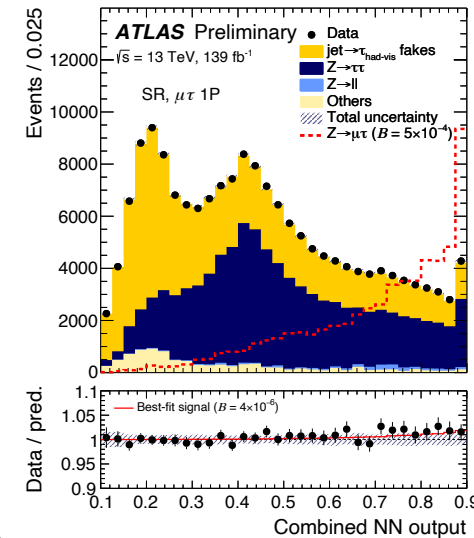 ATLAS Preliminary
√s = 13 TeV, 139 fb⁻¹
SR, μτ 1P
Data
jet→τhad-vis fakes
Z→ττ
Z→ll
Others
Total uncertainty
Z→μτ (B = 5×10⁻⁴)
Events / 0.025
12000
10000
8000
6000
4000
2000
0
Data / pred.
1.1
1.05
1
0.95
0.9
Best-fit signal (B = 4×10⁻⁶)
0.1 0.2 0.3 0.4 0.5 0.6 0.7 0.8 0.9
Combined NN output